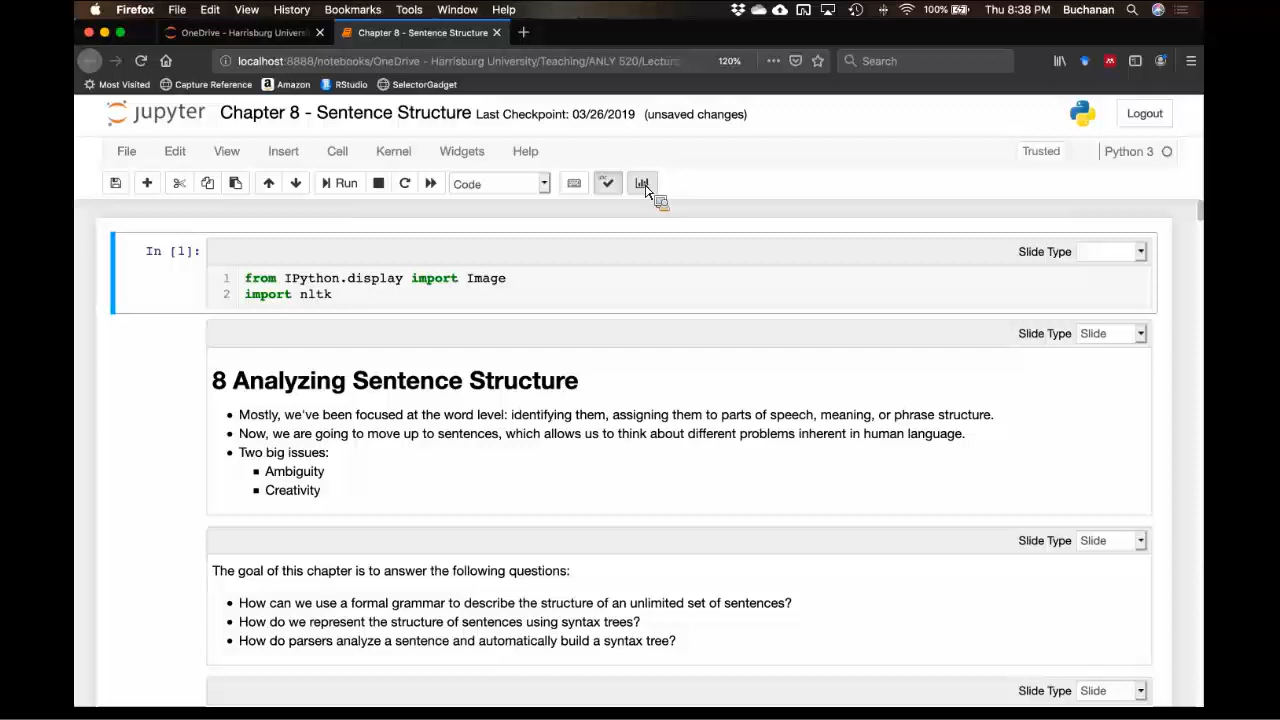 Firefox File Edit View History Bookmarks Tools Window Help 100% Thu 8:38 PM Buchanan
OneDrive - Harrisburg Universi Chapter 8 - Sentence Structure
localhost:8888/notebooks/OneDrive - Harrisburg University/Teaching/ANLY 520/Lectur 120% Search
Most Visited Capture Reference Amazon RStudio SelectorGadget
jupyter Chapter 8 - Sentence Structure Last Checkpoint: 03/26/2019 (unsaved changes) Logout
File Edit View Insert Cell Kernel Widgets Help Trusted Python 3
Run Code
Slide Type
In [1]:
1 from IPython.display import Image
2 import nltk
Slide Type Slide
8 Analyzing Sentence Structure
• Mostly, we've been focused at the word level: identifying them, assigning them to parts of speech, meaning, or phrase structure.
• Now, we are going to move up to sentences, which allows us to think about different problems inherent in human language.
• Two big issues:
▪ Ambiguity
▪ Creativity
Slide Type Slide
The goal of this chapter is to answer the following questions:
• How can we use a formal grammar to describe the structure of an unlimited set of sentences?
• How do we represent the structure of sentences using syntax trees?
• How do parsers analyze a sentence and automatically build a syntax tree?
Slide Type Slide